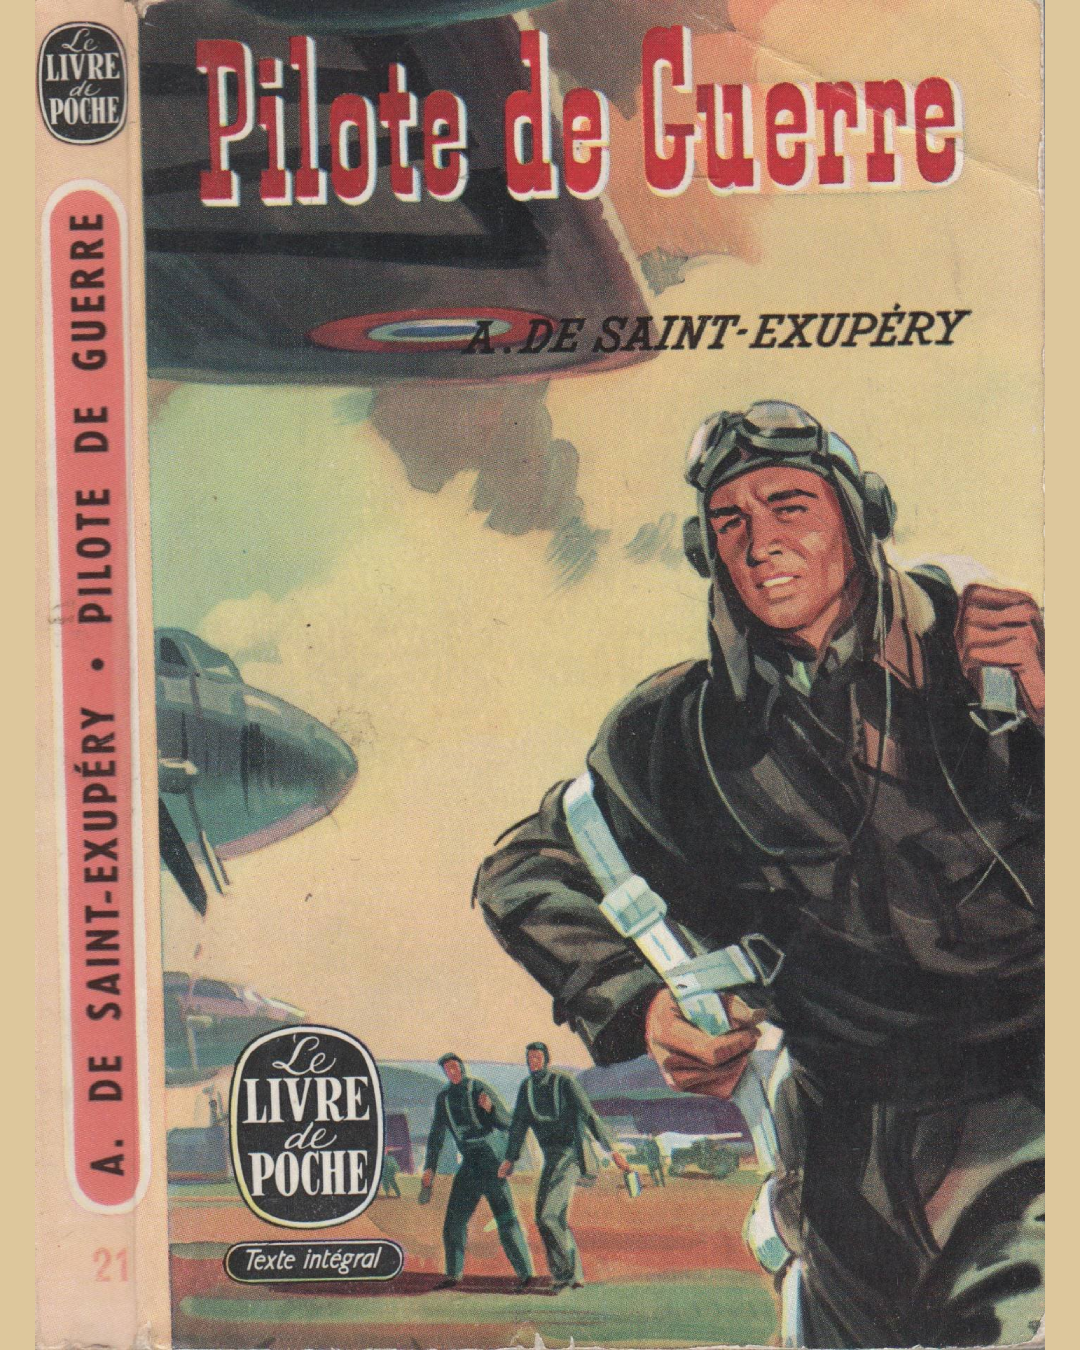 Le
LIVRE
de
POCHE
A. DE SAINT-EXUPÉRY • PILOTE DE GUERRE
21
Pilote de Guerre
A. DE SAINT-EXUPÉRY
Le
LIVRE
de
POCHE
Texte intégral